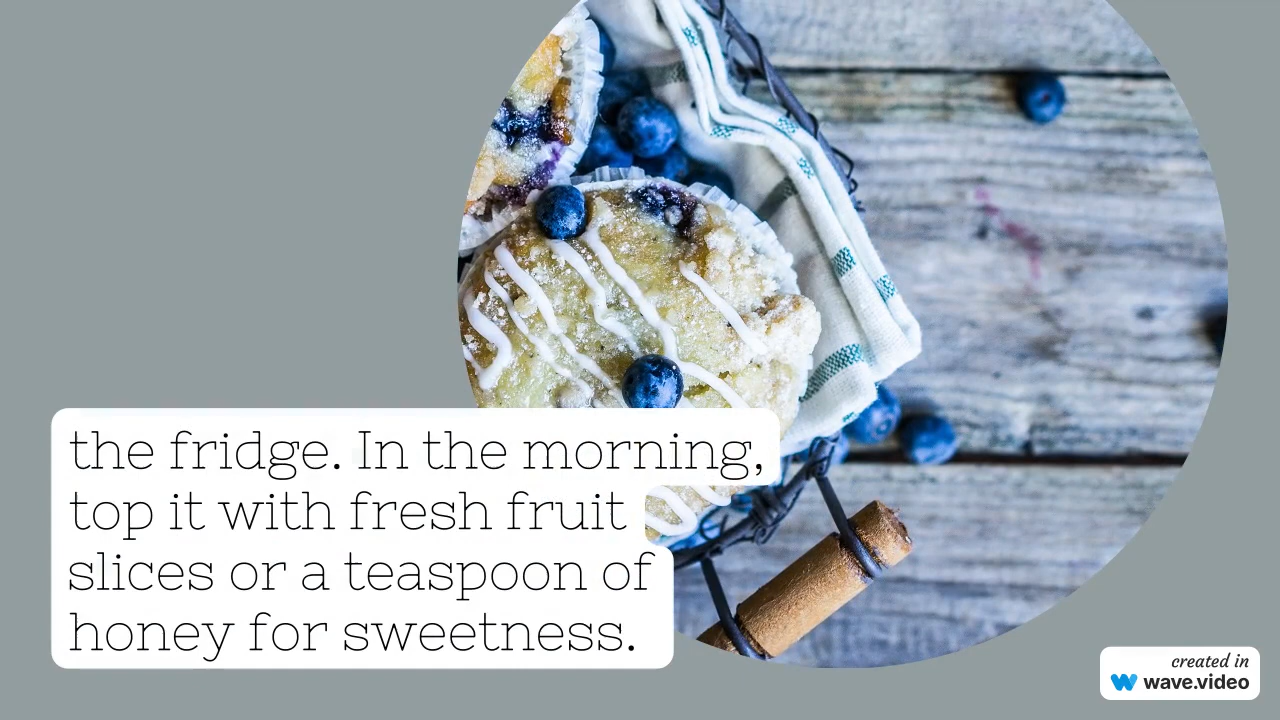 the fridge. In the morning,
top it with fresh fruit
slices or a teaspoon of
honey for sweetness.
created in
wave.video